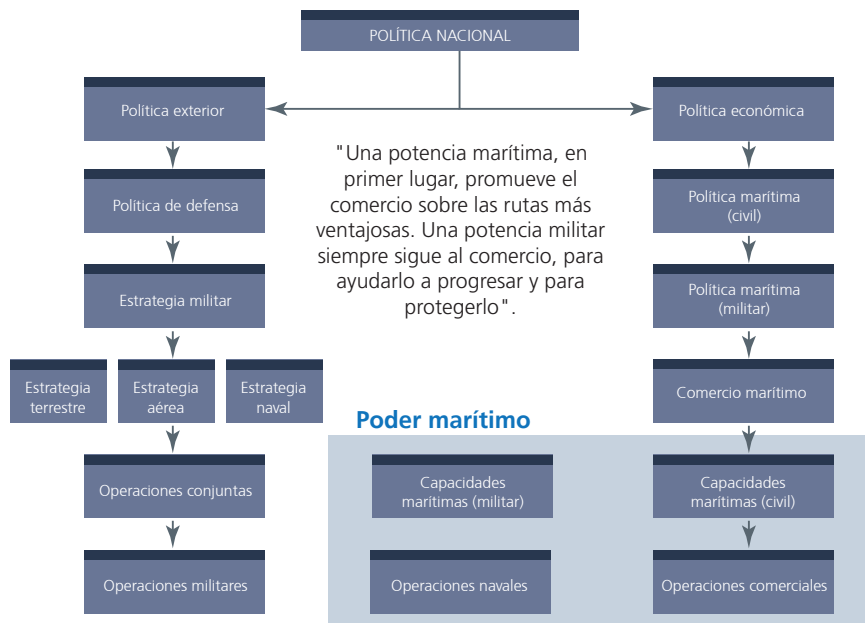 POLÍTICA NACIONAL
Política exterior
Política económica
"Una potencia marítima, en
primer lugar, promueve el
comercio sobre las rutas más
ventajosas. Una potencia militar
siempre sigue al comercio, para
ayudarlo a progresar y para
protegerlo".
Política de defensa
Política marítima
(civil)
Estrategia militar
Política marítima
(militar)
Estrategia
terrestre
Estrategia
aérea
Estrategia
naval
Comercio marítimo
Poder marítimo
Operaciones conjuntas
Capacidades
marítimas (militar)
Capacidades
marítimas (civil)
Operaciones militares
Operaciones navales
Operaciones comerciales